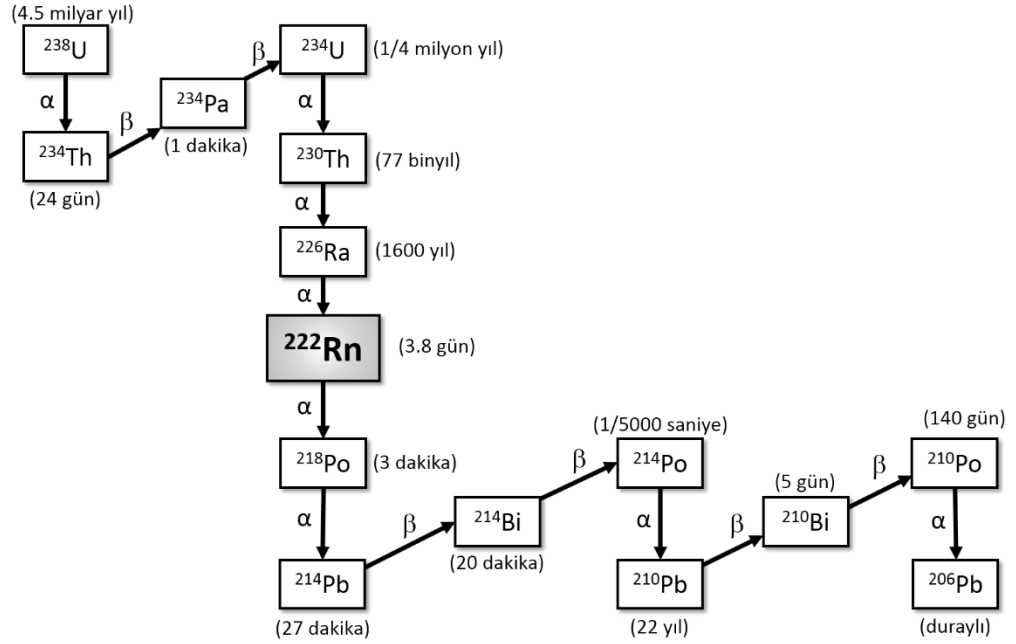 (4.5 milyar yıl)
²³⁸U
α
²³⁴Th
(24 gün)
β
²³⁴Pa
(1 dakika)
β
²³⁴U (1/4 milyon yıl)
α
²³⁰Th (77 binyıl)
α
²²⁶Ra (1600 yıl)
α
²²²Rn (3.8 gün)
α
²¹⁸Po (3 dakika)
α
²¹⁴Pb
(27 dakika)
β
²¹⁴Bi
(20 dakika)
β
(1/5000 saniye)
²¹⁴Po
α
²¹⁰Pb
(22 yıl)
β
(5 gün)
²¹⁰Bi
β
(140 gün)
²¹⁰Po
α
²⁰⁶Pb
(duraylı)